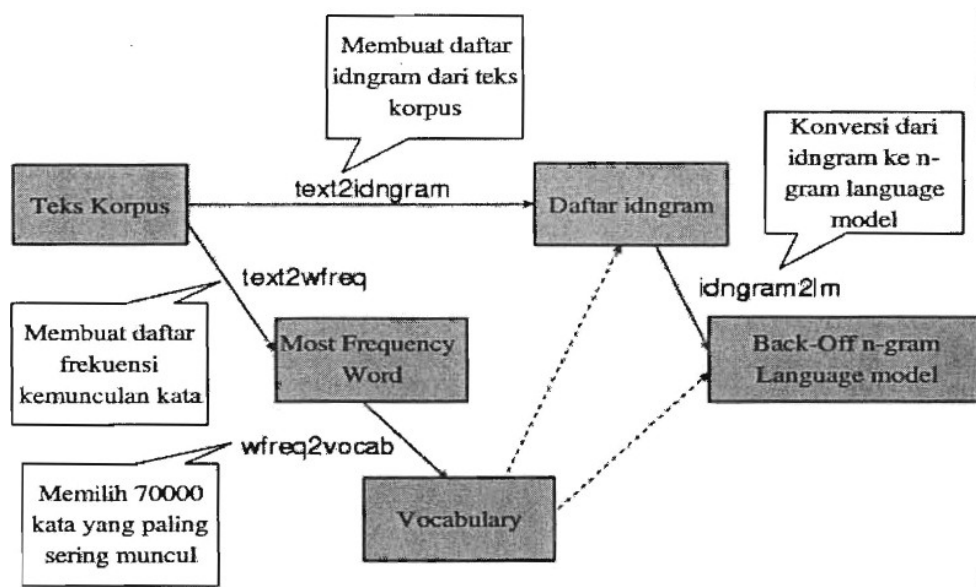 Membuat daftar
idngram dari teks
korpus
Konversi dari
idngram ke n-
gram language
model
Teks Korpus
text2idngram
Daftar idngram
text2wfreq
idngram2lm
Membuat daftar
frekuensi
kemunculan kata
Most Frequency
Word
Back-Off n-gram
Language model
wfreq2vocab
Memilih 70000
kata yang paling
sering muncul
Vocabulary